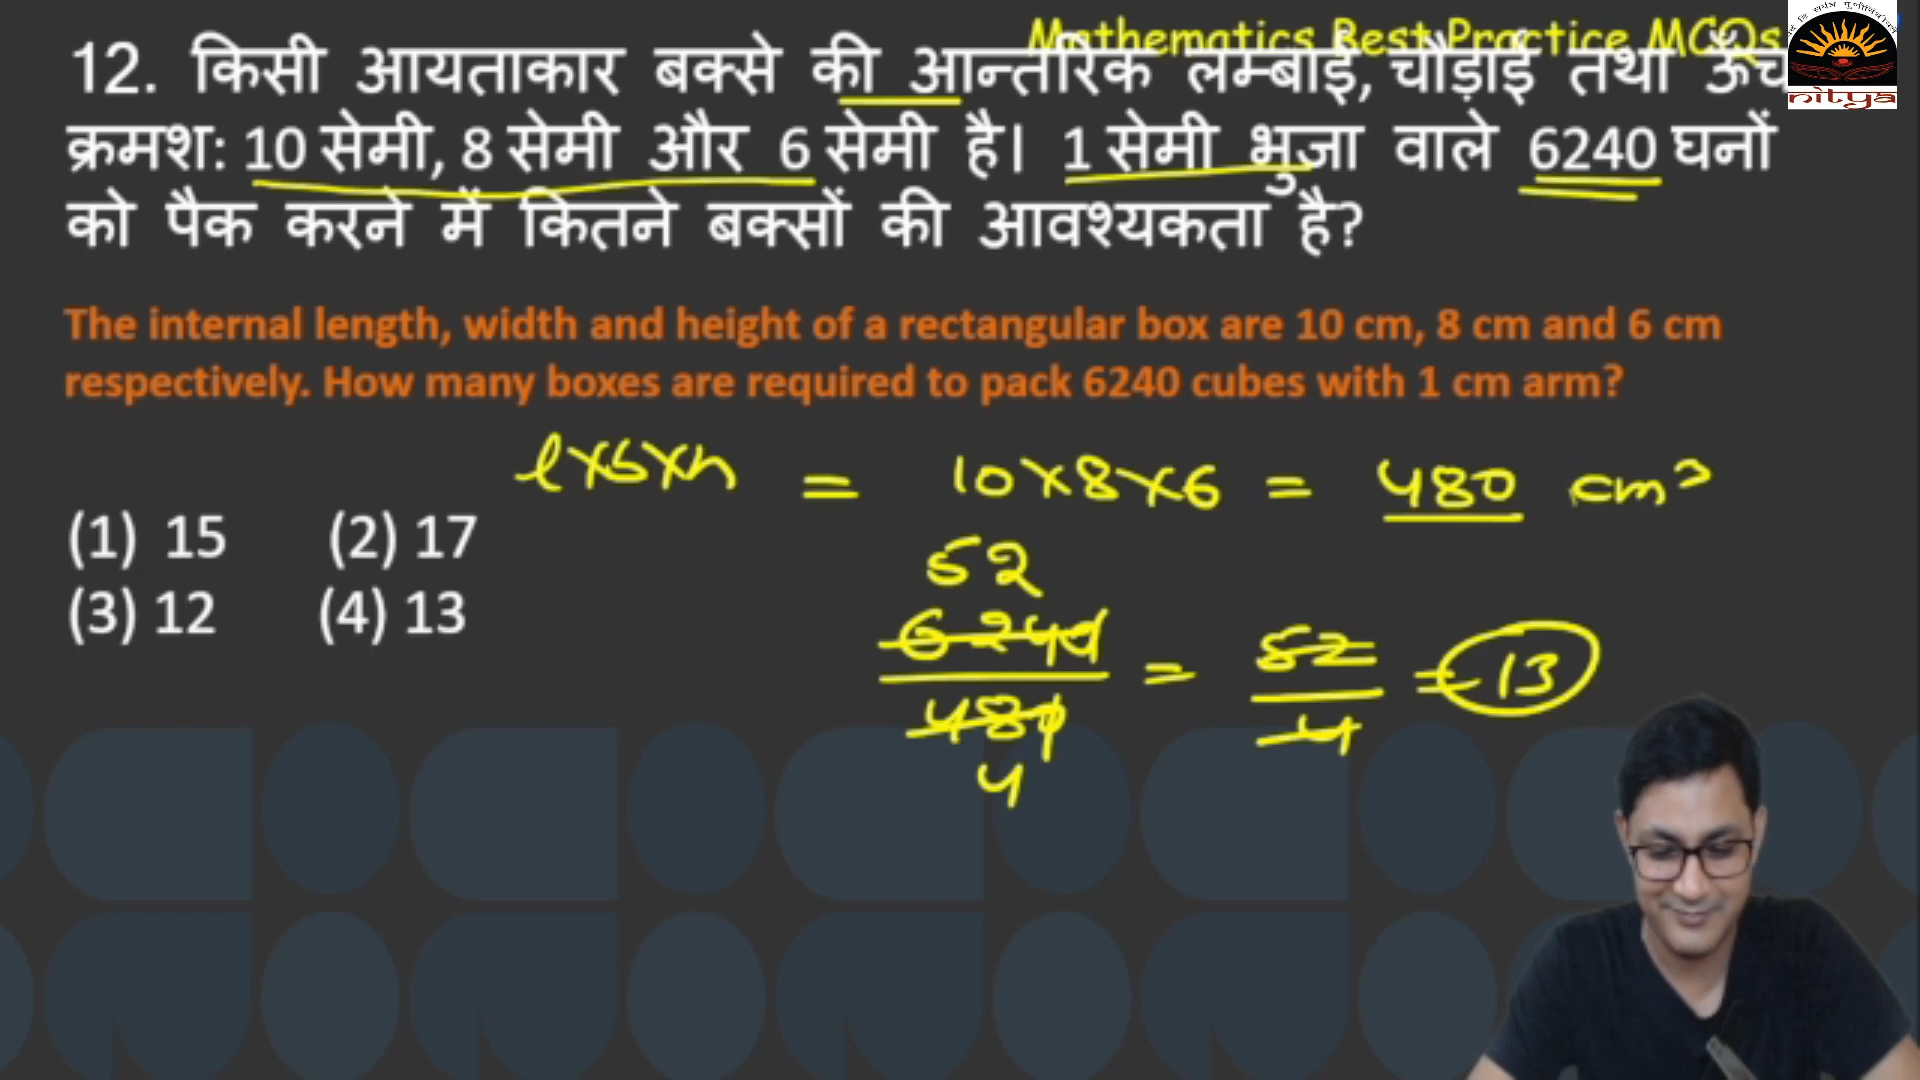 Mathematics Best Practice MCQs
nitya
12. किसी आयताकार बक्से की आन्तरिक लम्बाई, चौड़ाई तथा ऊँच
क्रमश: 10 सेमी, 8 सेमी और 6 सेमी है। 1 सेमी भुजा वाले 6240 घनों
को पैक करने में कितने बक्सों की आवश्यकता है?
The internal length, width and height of a rectangular box are 10 cm, 8 cm and 6 cm
respectively. How many boxes are required to pack 6240 cubes with 1 cm arm?
l×b×h = 10×8×6 = 480 cm³
(1) 15 (2) 17
(3) 12 (4) 13
52
6240 = 52 = 13
480 4
4